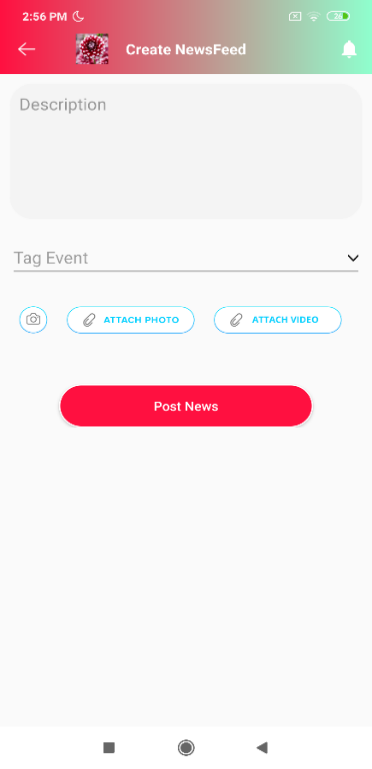 2:56 PM
Create NewsFeed
Description
Tag Event
ATTACH PHOTO
ATTACH VIDEO
Post News